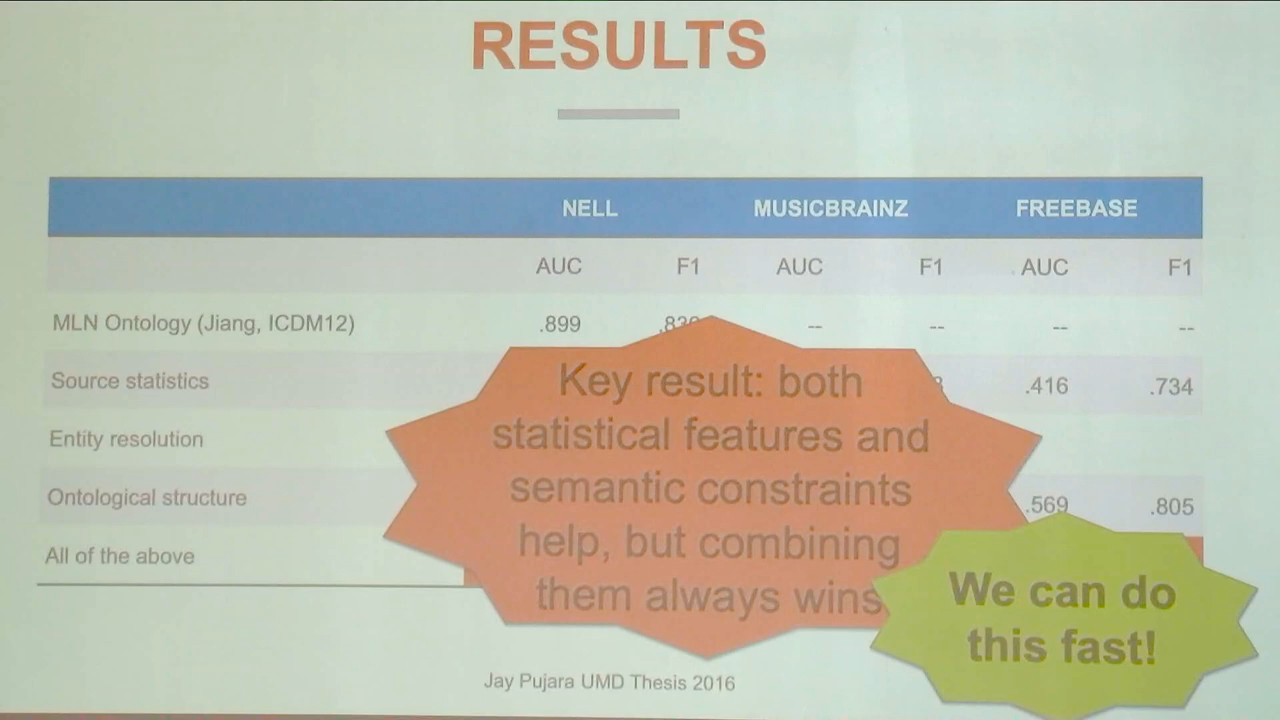 RESULTS
NELL MUSICBRAINZ FREEBASE
AUC F1 AUC F1 AUC F1
MLN Ontology (Jiang, ICDM12) .899 -- -- -- --
Source statistics .416 .734
Entity resolution
Ontological structure .569 .805
All of the above
Key result: both
statistical features and
semantic constraints
help, but combining
them always wins
We can do
this fast!
Jay Pujara UMD Thesis 2016